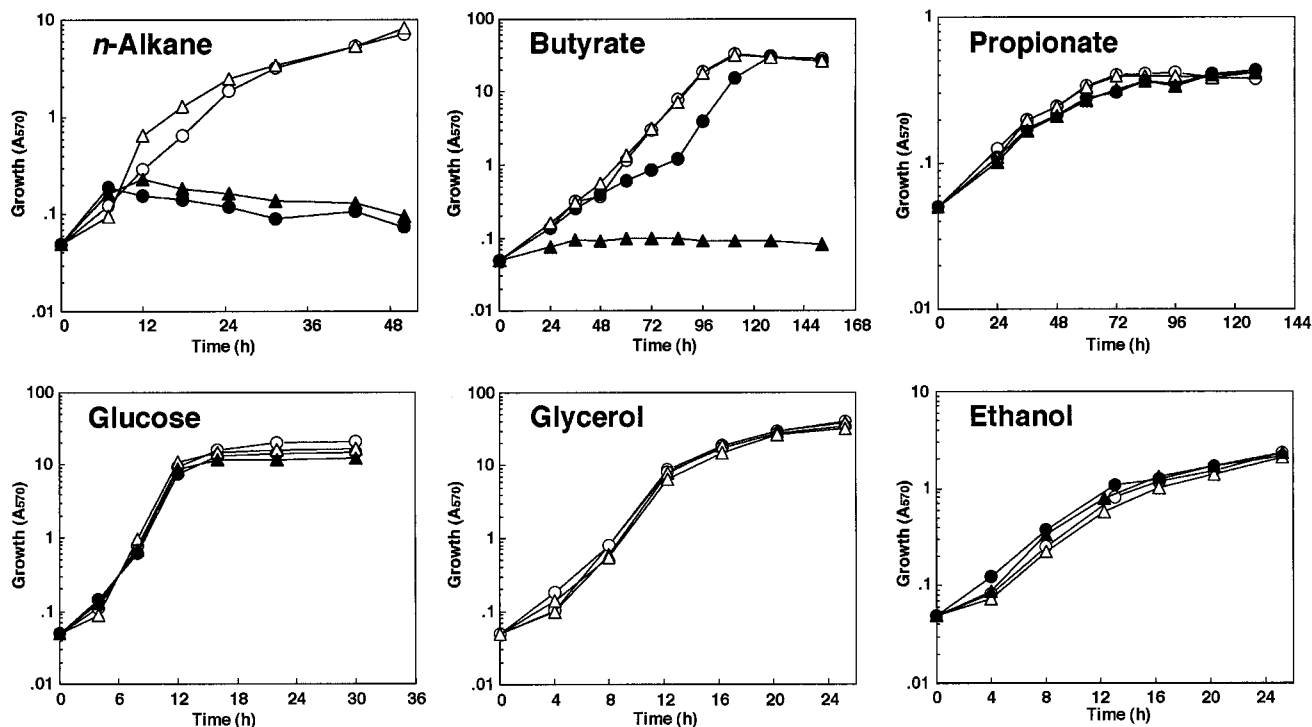 n-Alkane
Growth (A570)
10
1
.1
.01
0 12 24 36 48
Time (h)
Butyrate
Growth (A570)
100
10
1
.1
.01
0 24 48 72 96 120 144 168
Time (h)
Propionate
Growth (A570)
1
.1
.01
0 24 48 72 96 120 144
Time (h)
Glucose
Growth (A570)
100
10
1
.1
.01
0 6 12 18 24 30 36
Time (h)
Glycerol
Growth (A570)
100
10
1
.1
.01
0 4 8 12 16 20 24
Time (h)
Ethanol
Growth (A570)
10
1
.1
.01
0 4 8 12 16 20 24
Time (h)